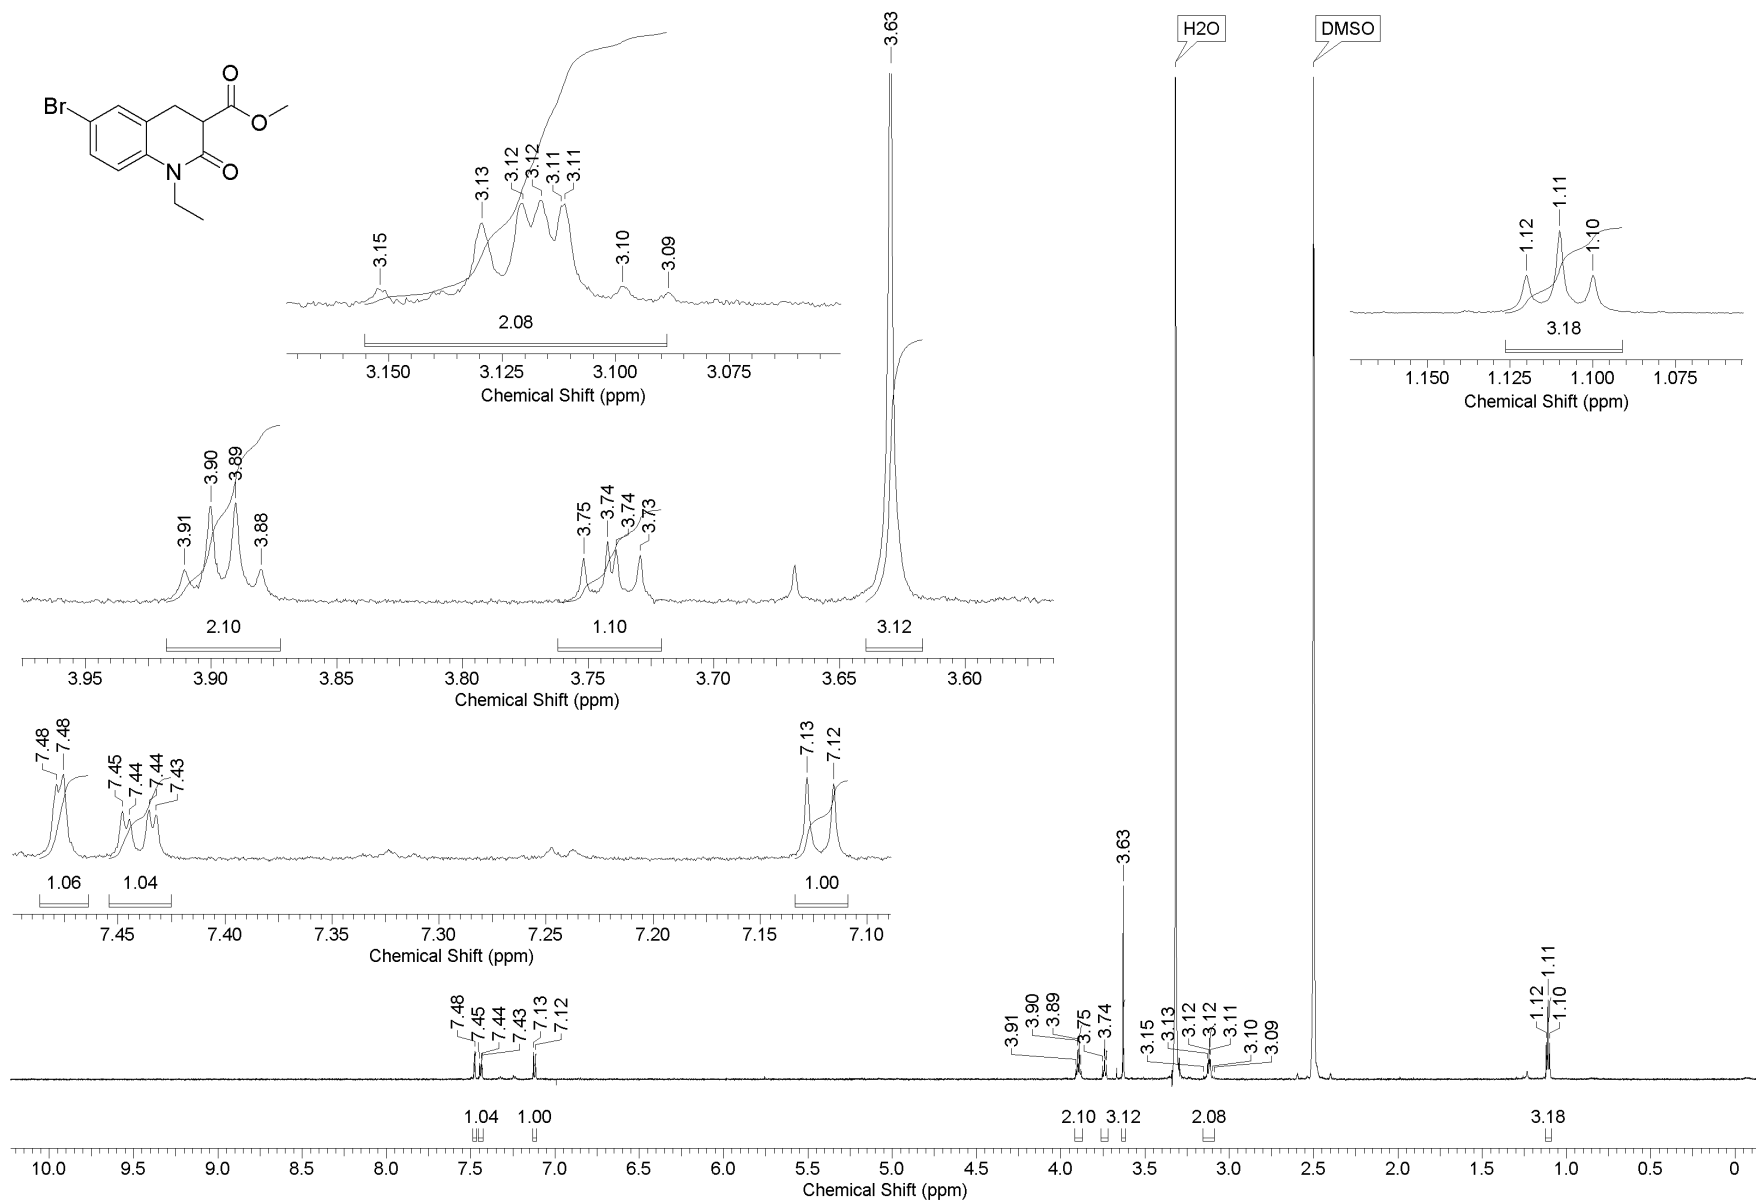 3.63
H2O
DMSO
O
Br
O
N
O
3.15
3.13
3.12
3.12
3.11
3.11
3.10
3.09
2.08
3.150 3.125 3.100 3.075
Chemical Shift (ppm)
1.12
1.11
1.10
3.18
1.150 1.125 1.100 1.075
Chemical Shift (ppm)
3.91
3.90
3.89
3.88
3.75
3.74
3.74
3.73
2.10 1.10 3.12
3.95 3.90 3.85 3.80 3.75 3.70 3.65 3.60
Chemical Shift (ppm)
7.48
7.48
7.45
7.44
7.44
7.43
7.13
7.12
1.06 1.04 1.00
7.45 7.40 7.35 7.30 7.25 7.20 7.15 7.10
Chemical Shift (ppm)
7.48
7.45
7.44
7.43
7.13
7.12
3.91
3.90
3.89
3.75
3.74
3.63
3.15
3.13
3.12
3.12
3.11
3.10
3.09
1.12
1.11
1.10
1.04 1.00 2.10 3.12 2.08 3.18
10.0 9.5 9.0 8.5 8.0 7.5 7.0 6.5 6.0 5.5 5.0 4.5 4.0 3.5 3.0 2.5 2.0 1.5 1.0 0.5 0
Chemical Shift (ppm)